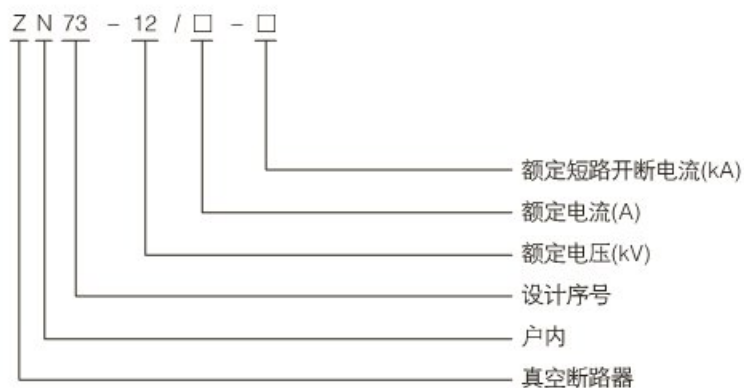 Z N 73 - 12 / □ - □
额定短路开断电流(kA)
额定电流(A)
额定电压(kV)
设计序号
户内
真空断路器